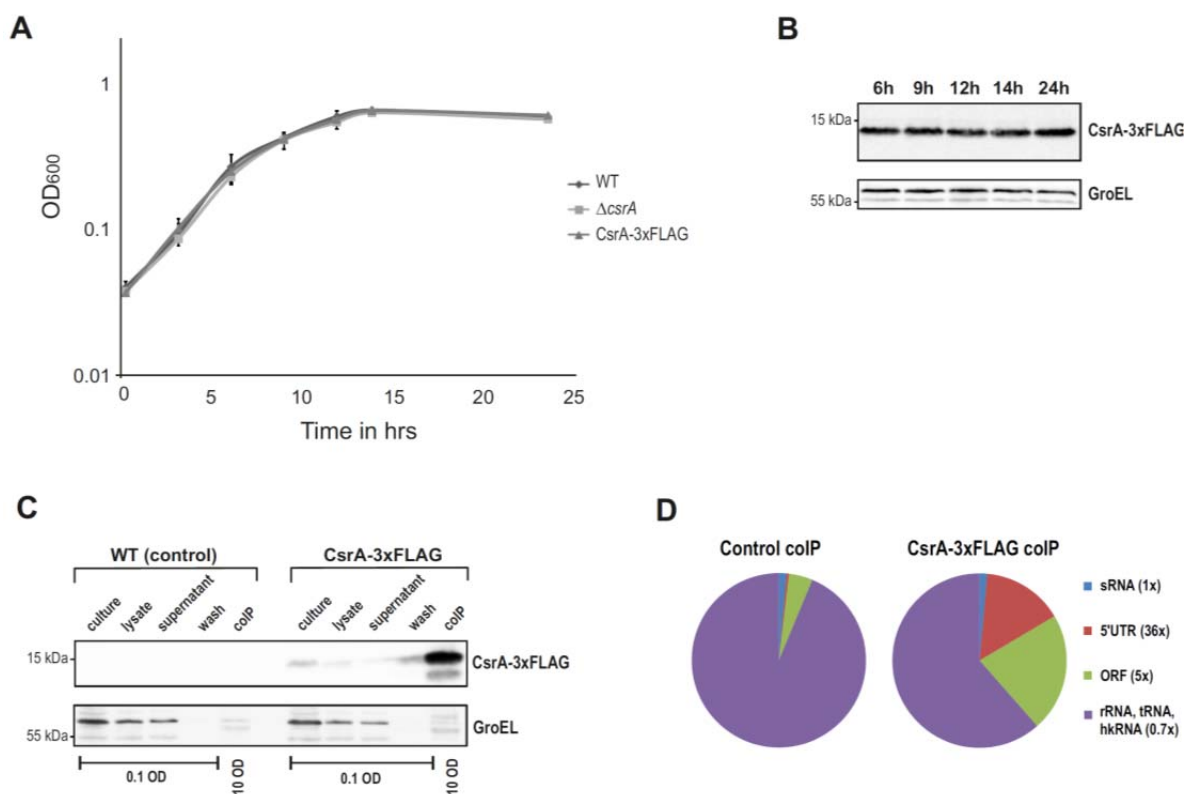 A
1
0.1
0.01
OD600
0 5 10 15 20 25
Time in hrs
WT
ΔcsrA
CsrA-3xFLAG
B
6h 9h 12h 14h 24h
15 kDa
CsrA-3xFLAG
55 kDa
GroEL
C
WT (control) CsrA-3xFLAG
culture lysate supernatant wash coIP culture lysate supernatant wash coIP
15 kDa
CsrA-3xFLAG
55 kDa
GroEL
0.1 OD 10 OD 0.1 OD 10 OD
D
Control coIP CsrA-3xFLAG coIP
sRNA (1x)
5'UTR (36x)
ORF (5x)
rRNA, tRNA,
hkRNA (0.7x)